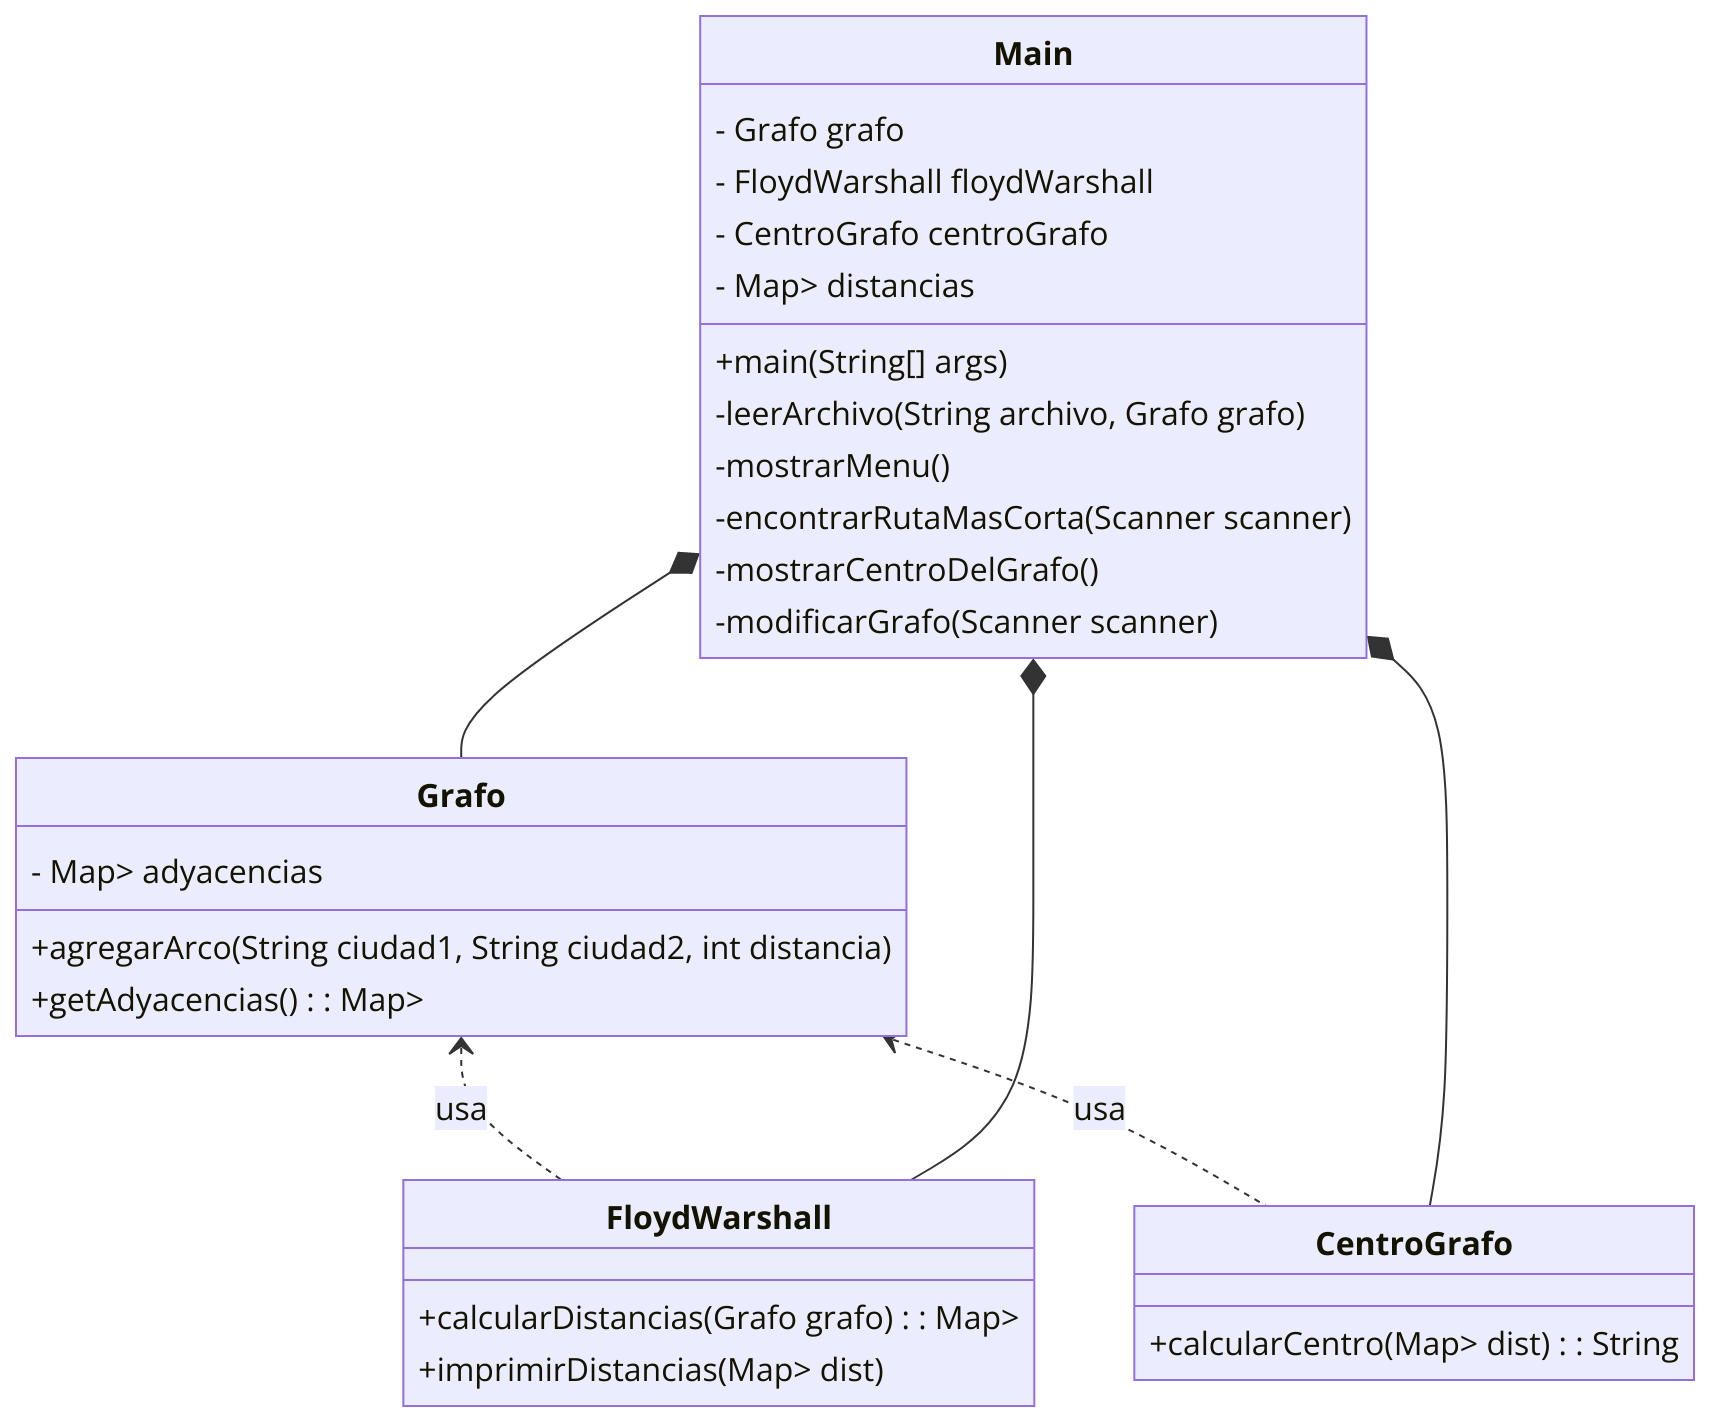 Main
- Grafo grafo
- FloydWarshall floydWarshall
- CentroGrafo centroGrafo
- Map> distancias
+main(String[] args)
-leerArchivo(String archivo, Grafo grafo)
-mostrarMenu()
-encontrarRutaMasCorta(Scanner scanner)
-mostrarCentroDelGrafo()
-modificarGrafo(Scanner scanner)
Grafo
- Map> adyacencias
+agregarArco(String ciudad1, String ciudad2, int distancia)
+getAdyacencias() : : Map>
usa
usa
FloydWarshall
+calcularDistancias(Grafo grafo) : : Map>
+imprimirDistancias(Map> dist)
CentroGrafo
+calcularCentro(Map> dist) : : String